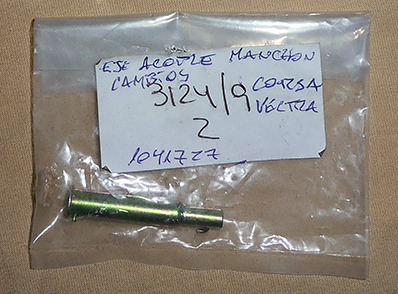 EJE ACOPLE MANCHON
CAMBIOS
3124/9 CORSA
VECTRA
2
1041727